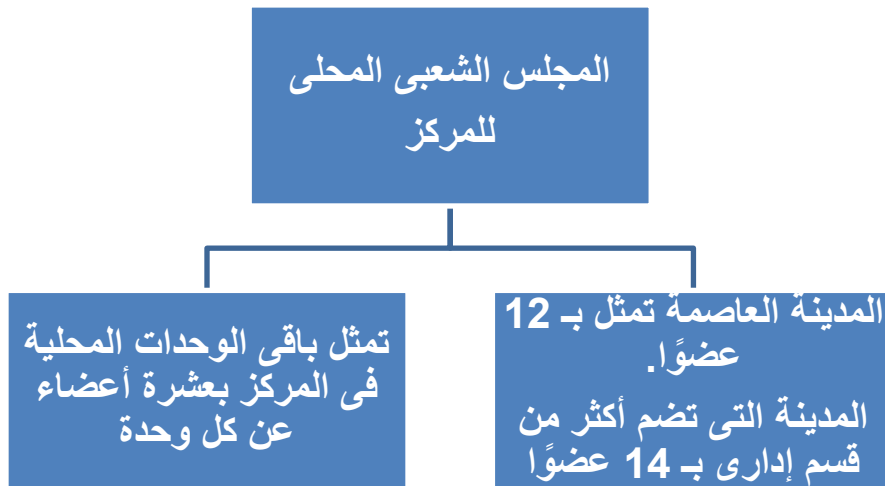 المجلس الشعبى المحلى
للمركز
المدينة العاصمة تمثل بـ 12
عضوًا.
المدينة التى تضم أكثر من
قسم إدارى بـ 14 عضوًا
تمثل باقى الوحدات المحلية
فى المركز بعشرة أعضاء
عن كل وحدة